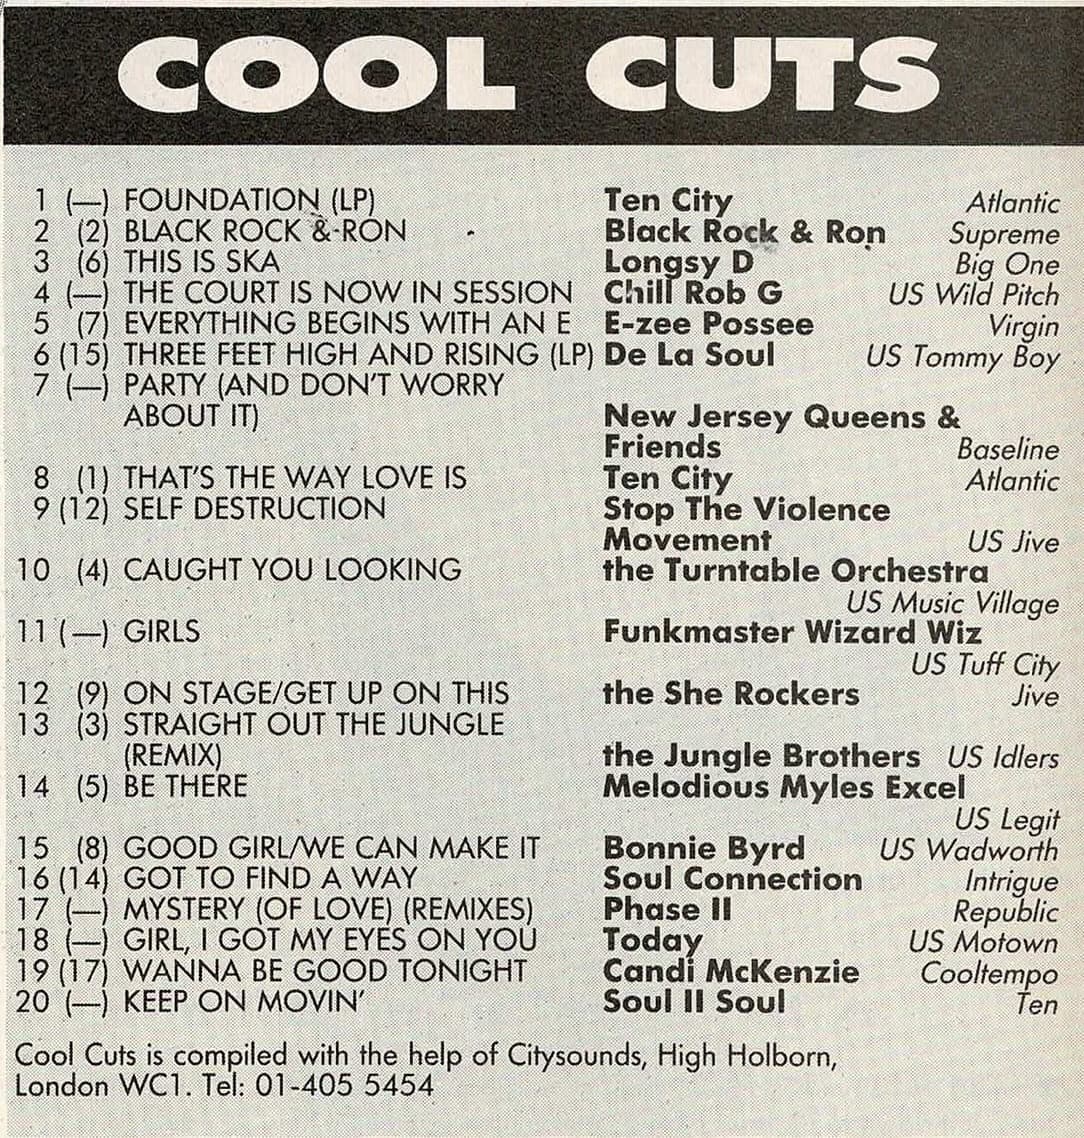 COOL CUTS
1 (—) FOUNDATION (LP) Ten City Atlantic
2 (2) BLACK ROCK & RON Black Rock & Ron Supreme
3 (6) THIS IS SKA Longsy D Big One
4 (—) THE COURT IS NOW IN SESSION Chill Rob G US Wild Pitch
5 (7) EVERYTHING BEGINS WITH AN E E-zee Possee Virgin
6 (15) THREE FEET HIGH AND RISING (LP) De La Soul US Tommy Boy
7 (—) PARTY (AND DON'T WORRY
ABOUT IT) New Jersey Queens &
Friends Baseline
8 (1) THAT'S THE WAY LOVE IS Ten City Atlantic
9 (12) SELF DESTRUCTION Stop The Violence
Movement US Jive
10 (4) CAUGHT YOU LOOKING the Turntable Orchestra
US Music Village
11 (—) GIRLS Funkmaster Wizard Wiz
US Tuff City
12 (9) ON STAGE/GET UP ON THIS the She Rockers Jive
13 (3) STRAIGHT OUT THE JUNGLE
(REMIX) the Jungle Brothers US Idlers
14 (5) BE THERE Melodious Myles Excel
US Legit
15 (8) GOOD GIRL/WE CAN MAKE IT Bonnie Byrd US Wadworth
16 (14) GOT TO FIND A WAY Soul Connection Intrigue
17 (—) MYSTERY (OF LOVE) (REMIXES) Phase II Republic
18 (—) GIRL, I GOT MY EYES ON YOU Today US Motown
19 (17) WANNA BE GOOD TONIGHT Candi McKenzie Cooltempo
20 (—) KEEP ON MOVIN' Soul II Soul Ten
Cool Cuts is compiled with the help of Citysounds, High Holborn,
London WC1. Tel: 01-405 5454